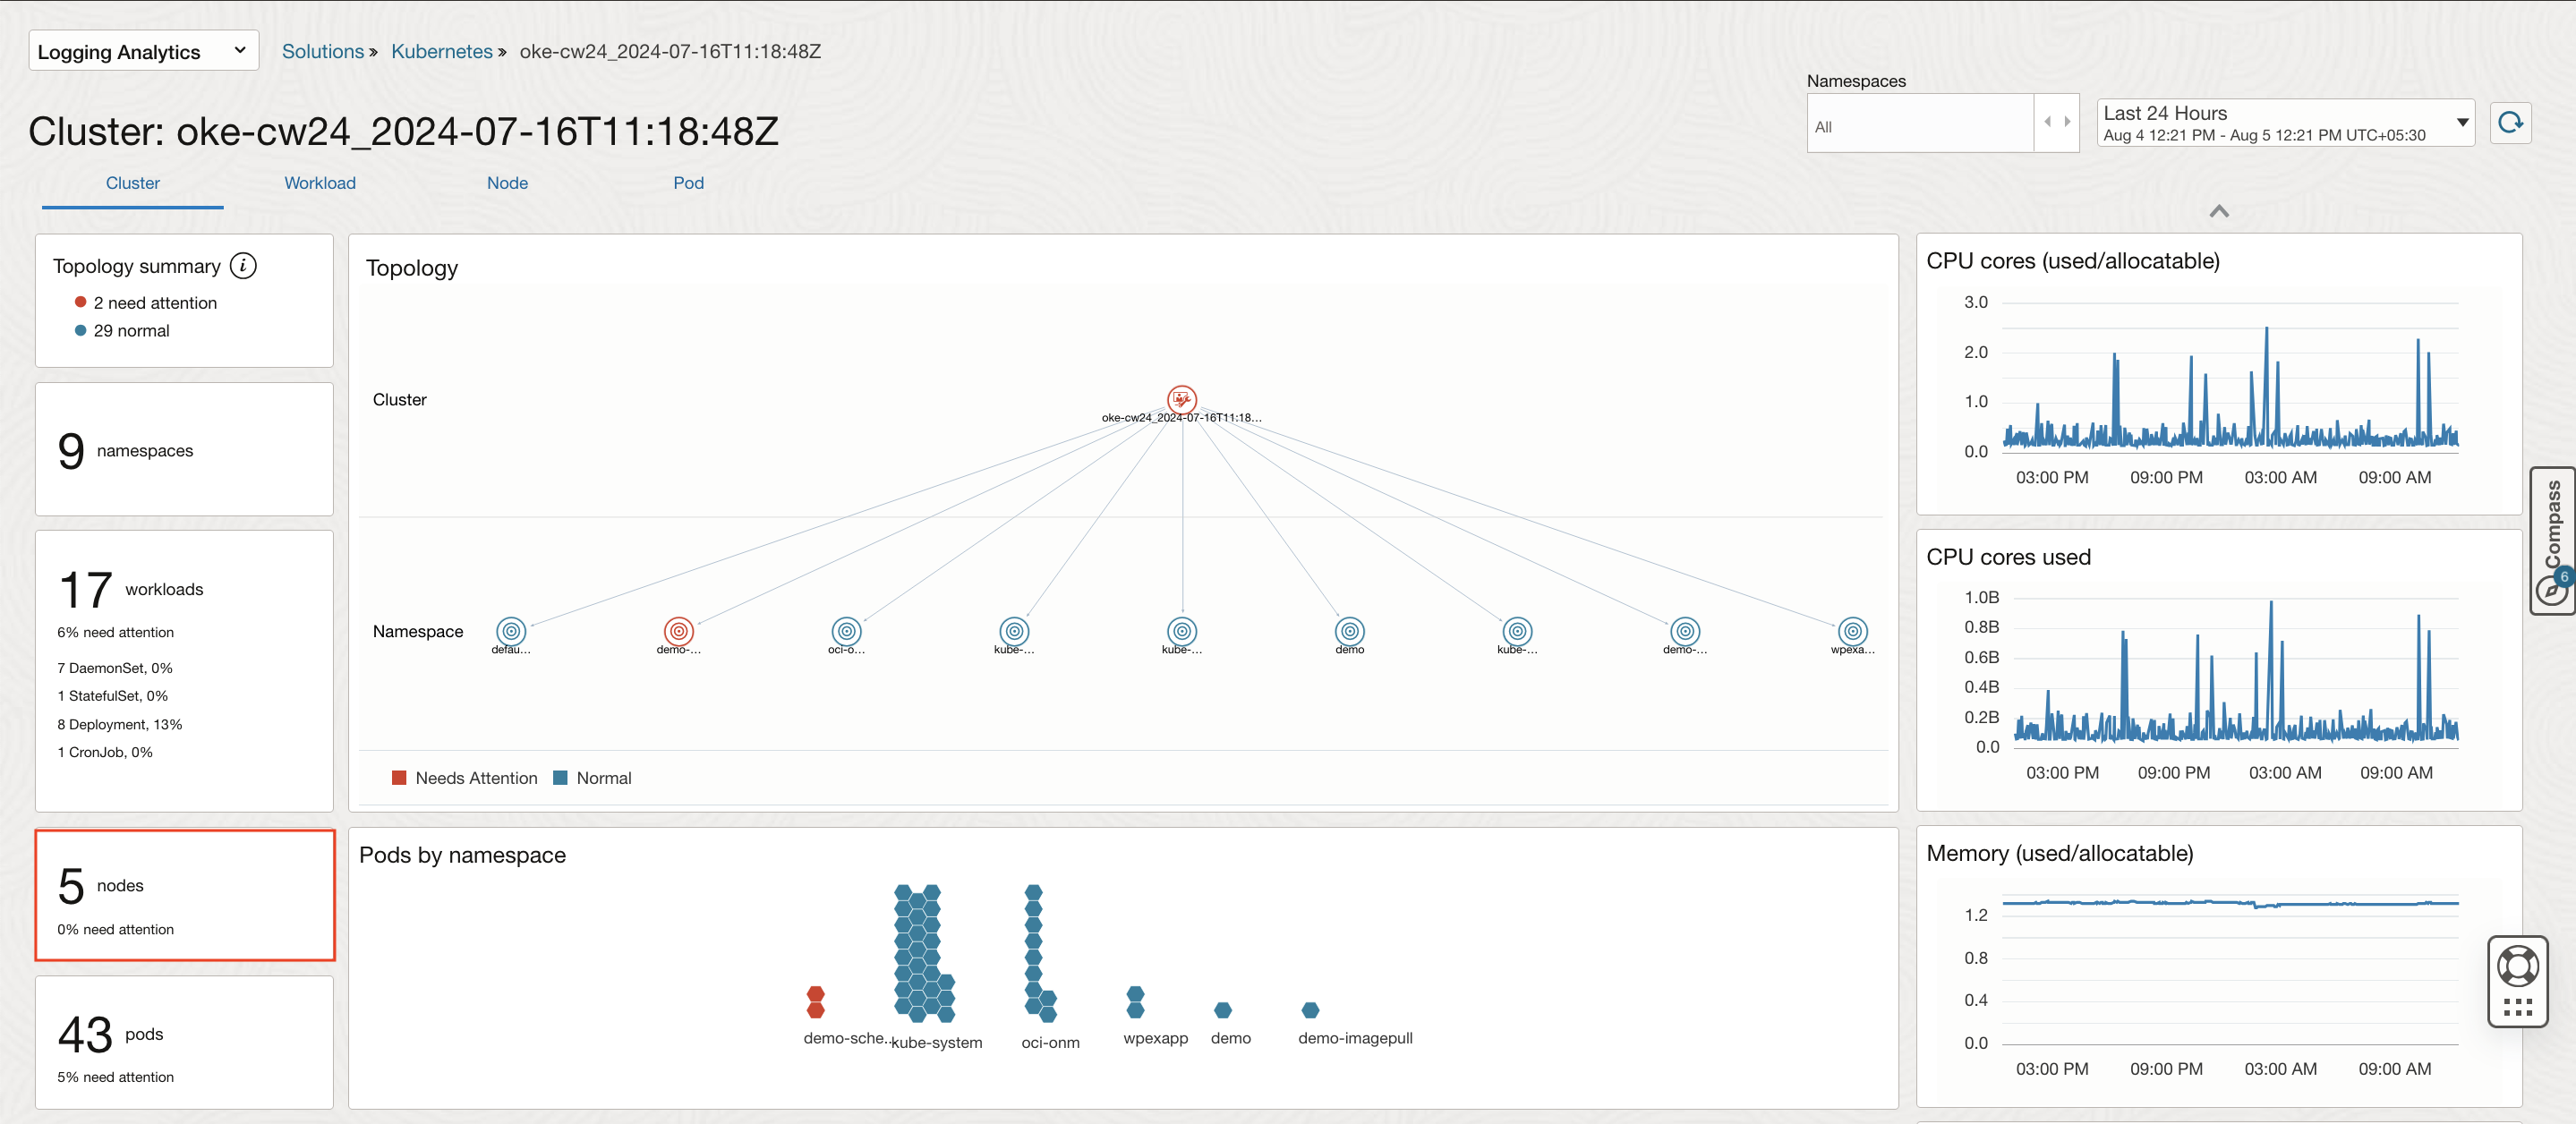 Logging Analytics
Solutions » Kubernetes » oke-cw24_2024-07-16T11:18:48Z
Cluster: oke-cw24_2024-07-16T11:18:48Z
Namespaces
All
Last 24 Hours
Aug 4 12:21 PM - Aug 5 12:21 PM UTC+05:30
Cluster
Workload
Node
Pod
Topology summary i
2 need attention
29 normal
9 namespaces
17 workloads
6% need attention
7 DaemonSet, 0%
1 StatefulSet, 0%
8 Deployment, 13%
1 CronJob, 0%
5 nodes
0% need attention
43 pods
5% need attention
Topology
Cluster
oke-cw24_2024-07-16T11:18...
Namespace
defau...
demo-...
oci-o...
kube-...
kube-...
demo
kube-...
demo-...
wpexa...
Needs Attention
Normal
Pods by namespace
demo-sche...
kube-system
oci-onm
wpexapp
demo
demo-imagepull
CPU cores (used/allocatable)
3.0
2.0
1.0
0.0
03:00 PM
09:00 PM
03:00 AM
09:00 AM
CPU cores used
1.0B
0.8B
0.6B
0.4B
0.2B
0.0
03:00 PM
09:00 PM
03:00 AM
09:00 AM
Memory (used/allocatable)
1.2
0.8
0.4
0.0
03:00 PM
09:00 PM
03:00 AM
09:00 AM
Compass
6